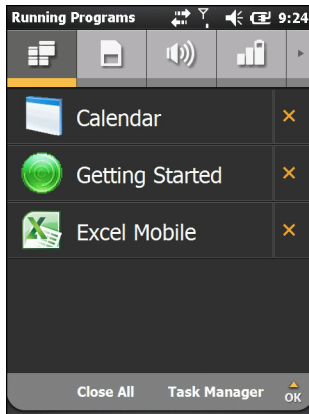 Running Programs 9:24
Calendar
Getting Started
Excel Mobile
Close All Task Manager OK